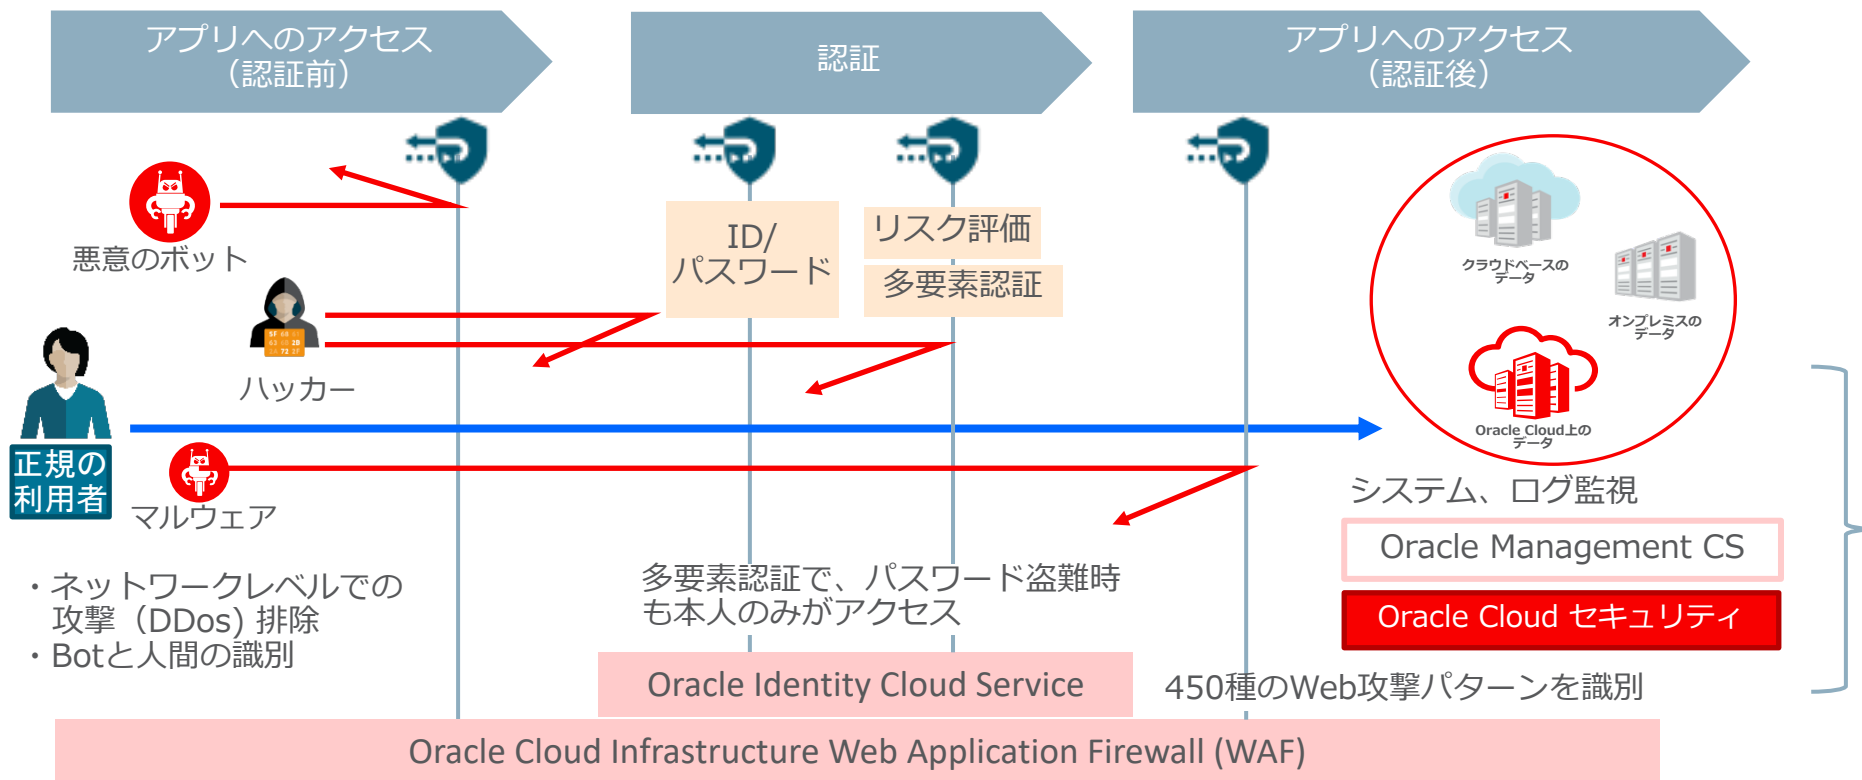 アプリへのアクセス
（認証前）
認証
アプリへのアクセス
（認証後）
悪意のボット
ID/
パスワード
リスク評価
多要素認証
クラウドベースの
データ
オンプレミスの
データ
ハッカー
Oracle Cloud上の
データ
正規の
利用者
マルウェア
システム、ログ監視
Oracle Management CS
Oracle Cloud セキュリティ
・ネットワークレベルでの
攻撃（DDos) 排除
・Botと人間の識別
多要素認証で、パスワード盗難時
も本人のみがアクセス
Oracle Identity Cloud Service
450種のWeb攻撃パターンを識別
Oracle Cloud Infrastructure Web Application Firewall (WAF)